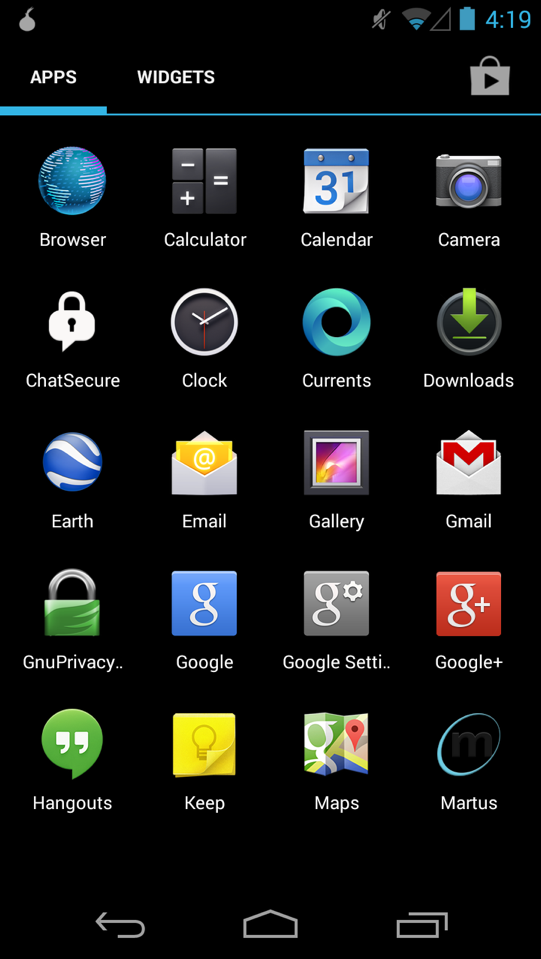 4:19
APPS WIDGETS
31
Browser Calculator Calendar Camera
ChatSecure Clock Currents Downloads
@ M
Earth Email Gallery Gmail
g g g+
GnuPrivacy.. Google Google Setti.. Google+
g m
Hangouts Keep Maps Martus